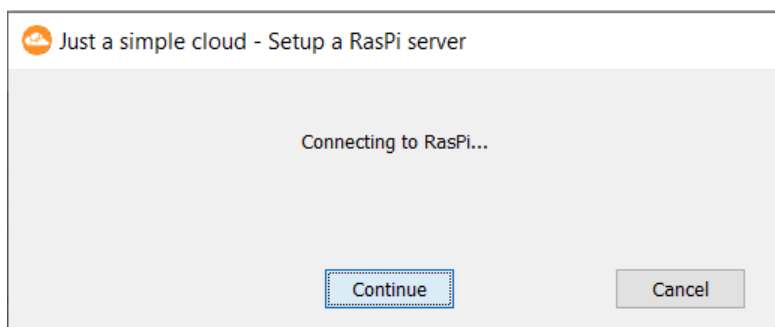 Just a simple cloud - Setup a RasPi server
Connecting to RasPi...
Continue
Cancel